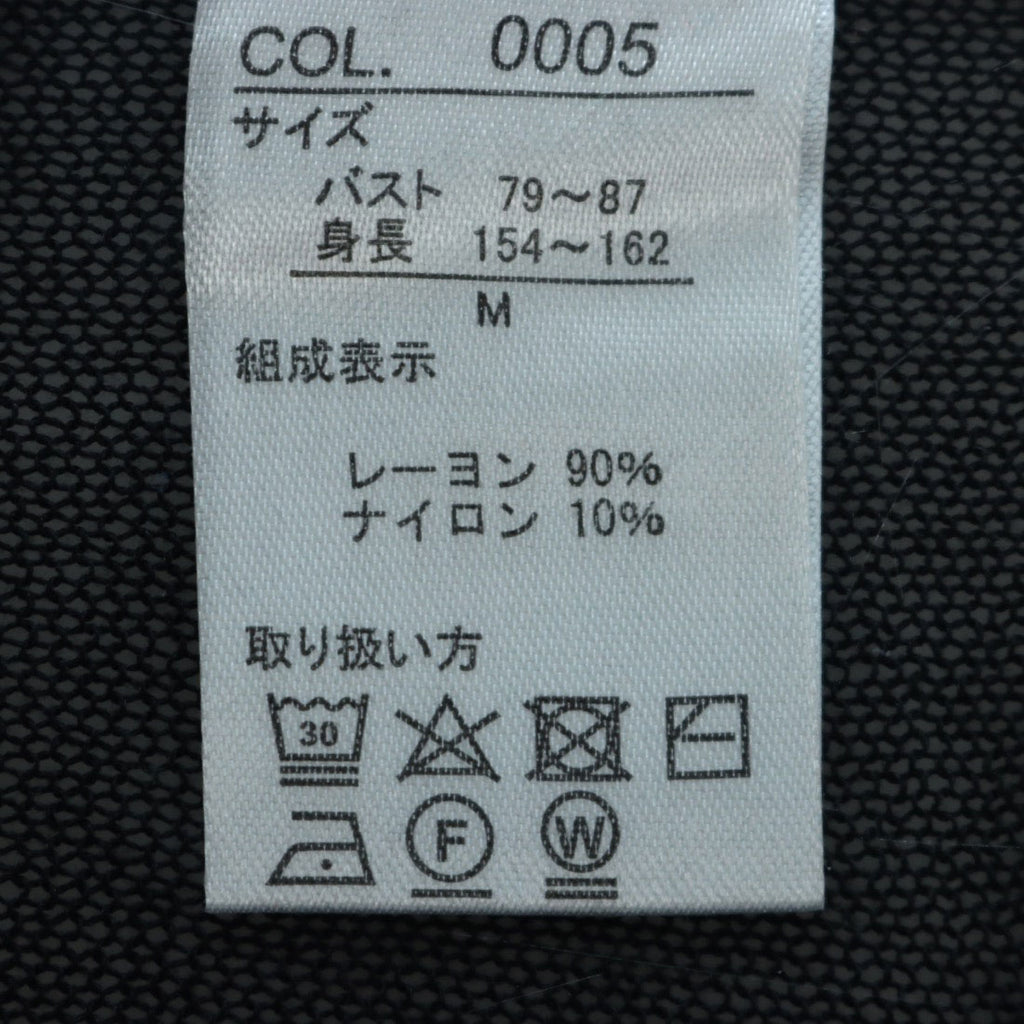 COL. 0005
サイズ
バスト 79～87
身長 154～162
M
組成表示
レーヨン 90%
ナイロン 10%
取り扱い方
30
F
W